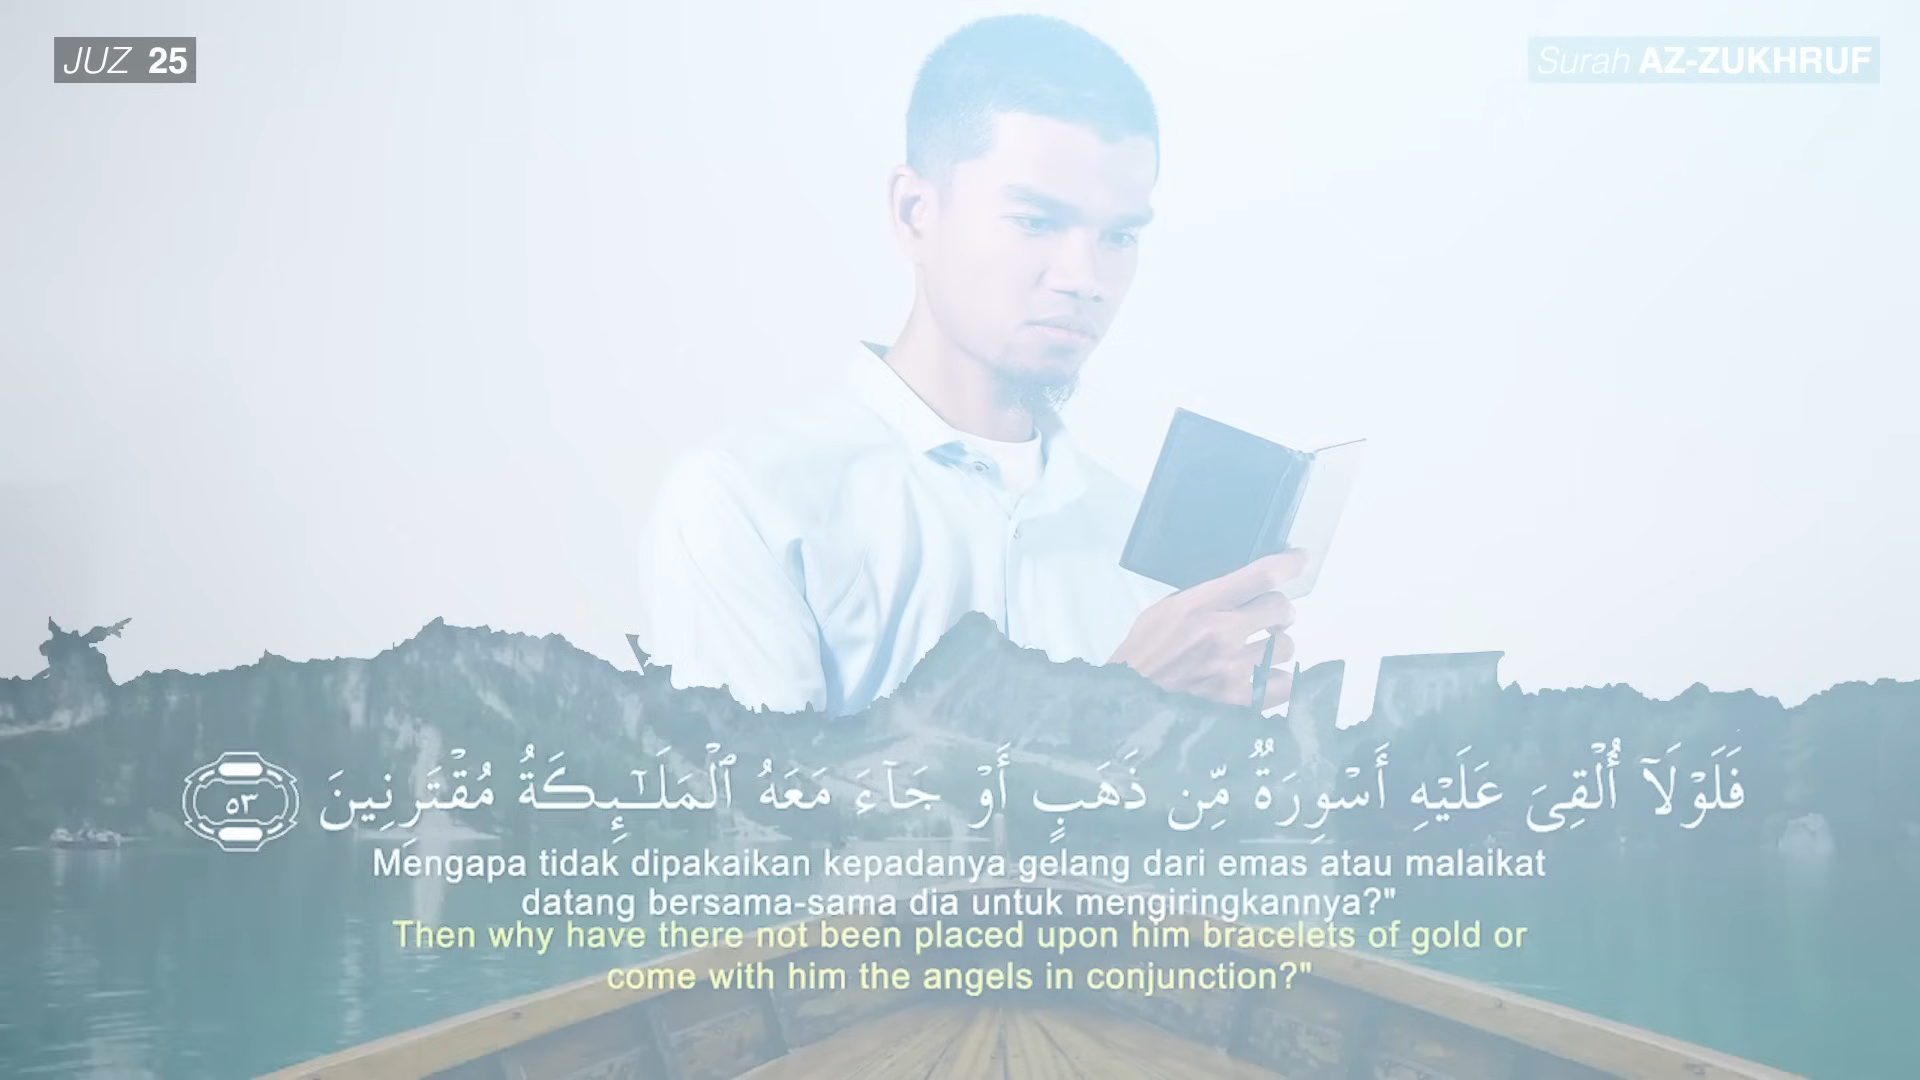 JUZ 25
Surah AZ-ZUKHRUF
فَلَوْلَآ أُلْقِىَ عَلَيْهِ أَسْوِرَةٌ مِّن ذَهَبٍ أَوْ جَآءَ مَعَهُ ٱلْمَلَـٰٓئِكَةُ مُقْتَرِنِينَ ٥٣
Mengapa tidak dipakaikan kepadanya gelang dari emas atau malaikat
datang bersama-sama dia untuk mengiringkannya?"
Then why have there not been placed upon him bracelets of gold or
come with him the angels in conjunction?"